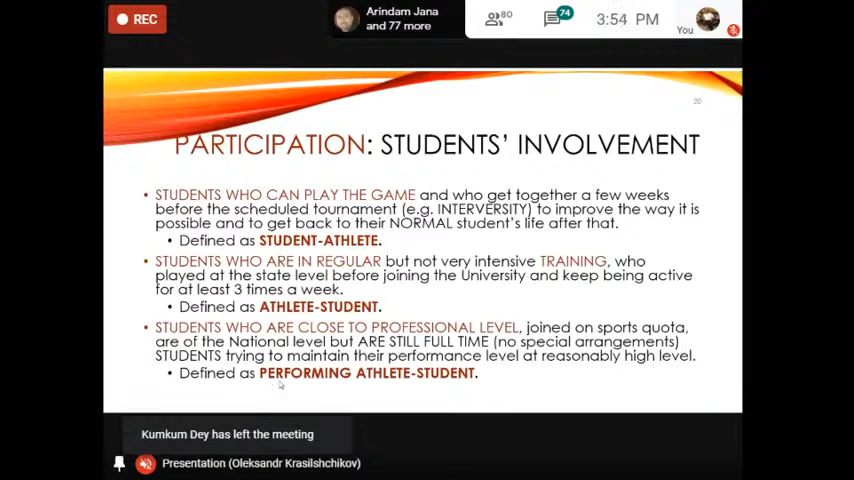 REC
Arindam Jana
and 77 more
80
74
3:54 PM
You
20
PARTICIPATION: STUDENTS' INVOLVEMENT
• STUDENTS WHO CAN PLAY THE GAME and who get together a few weeks
before the scheduled tournament (e.g. INTERVERSITY) to improve the way it is
possible and to get back to their NORMAL student's life after that.
• Defined as STUDENT-ATHLETE.
• STUDENTS WHO ARE IN REGULAR but not very intensive TRAINING, who
played at the state level before joining the University and keep being active
for at least 3 times a week.
• Defined as ATHLETE-STUDENT.
• STUDENTS WHO ARE CLOSE TO PROFESSIONAL LEVEL, joined on sports quota,
are of the National level but ARE STILL FULL TIME (no special arrangements)
STUDENTS trying to maintain their performance level at reasonably high level.
• Defined as PERFORMING ATHLETE-STUDENT.
Kumkum Dey has left the meeting
Presentation (Oleksandr Krasilshchikov)